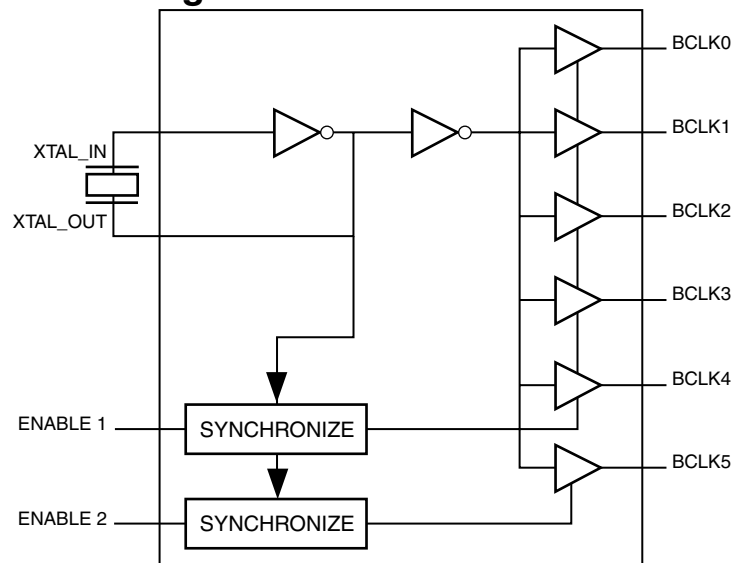 BCLK0
BCLK1
XTAL_IN
XTAL_OUT
BCLK2
BCLK3
BCLK4
ENABLE 1
SYNCHRONIZE
BCLK5
ENABLE 2
SYNCHRONIZE